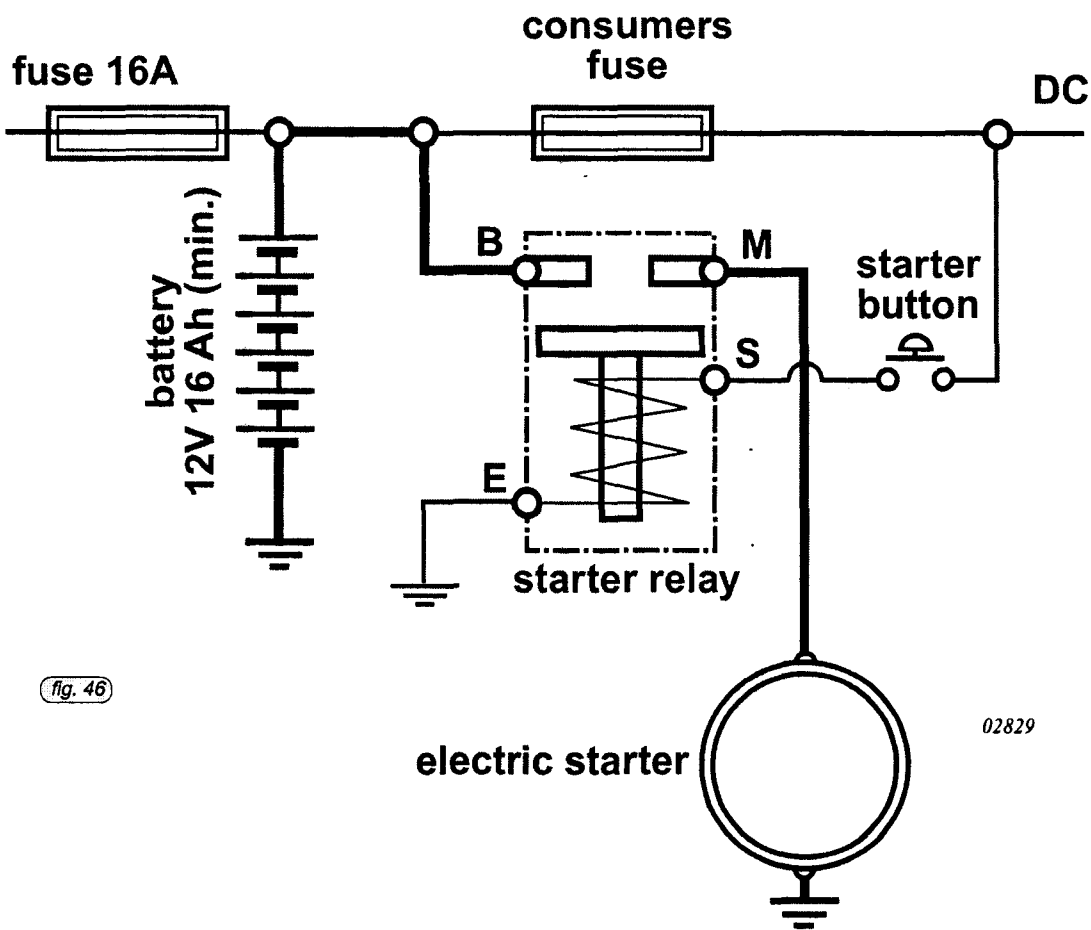 consumers
fuse
fuse 16A
DC
B
M
starter
button
battery
12V 16 Ah (min.)
S
E
starter relay
fig. 46
02829
electric starter